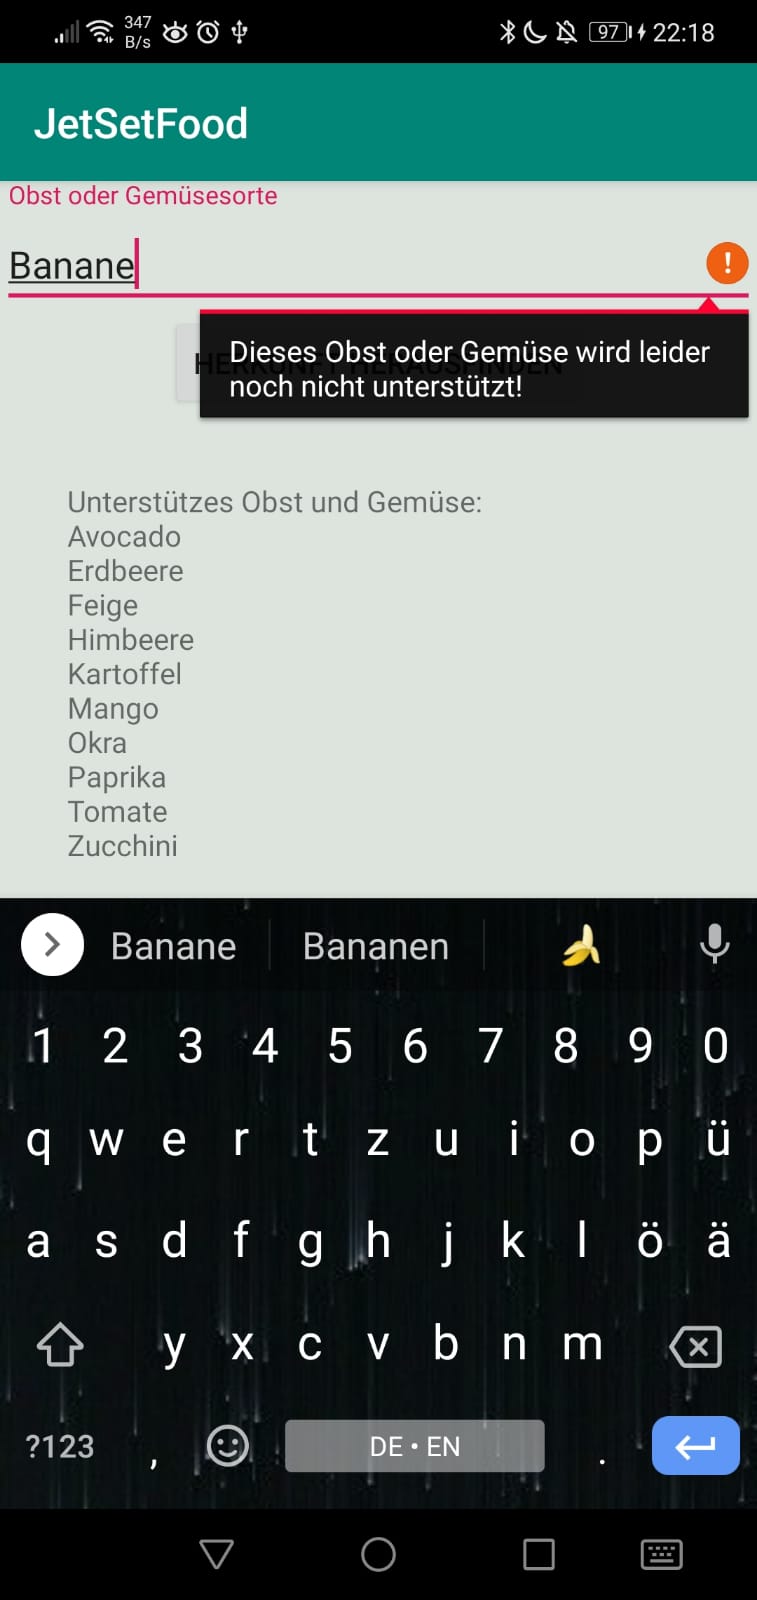 347
B/s
97
22:18
JetSetFood
Obst oder Gemüsesorte
Banane
!
HERKUNFT HERAUSFINDEN
Dieses Obst oder Gemüse wird leider
noch nicht unterstützt!
Unterstützes Obst und Gemüse:
Avocado
Erdbeere
Feige
Himbeere
Kartoffel
Mango
Okra
Paprika
Tomate
Zucchini
Banane Bananen
1 2 3 4 5 6 7 8 9 0
q w e r t z u i o p ü
a s d f g h j k l ö ä
y x c v b n m
?123 , DE • EN .